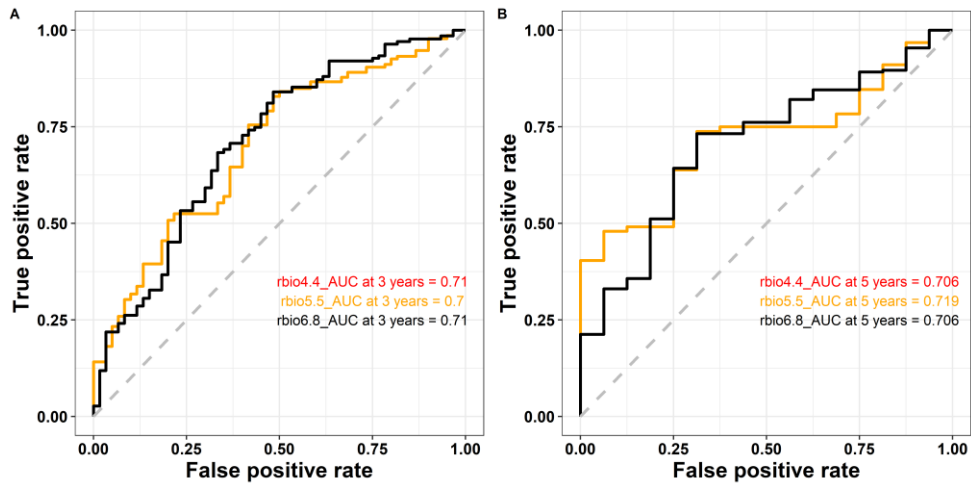 A
True positive rate
1.00
0.75
0.50
0.25
0.00
rbio4.4_AUC at 3 years = 0.71
rbio5.5_AUC at 3 years = 0.7
rbio6.8_AUC at 3 years = 0.71
0.00 0.25 0.50 0.75 1.00
False positive rate
B
True positive rate
1.00
0.75
0.50
0.25
0.00
rbio4.4_AUC at 5 years = 0.706
rbio5.5_AUC at 5 years = 0.719
rbio6.8_AUC at 5 years = 0.706
0.00 0.25 0.50 0.75 1.00
False positive rate